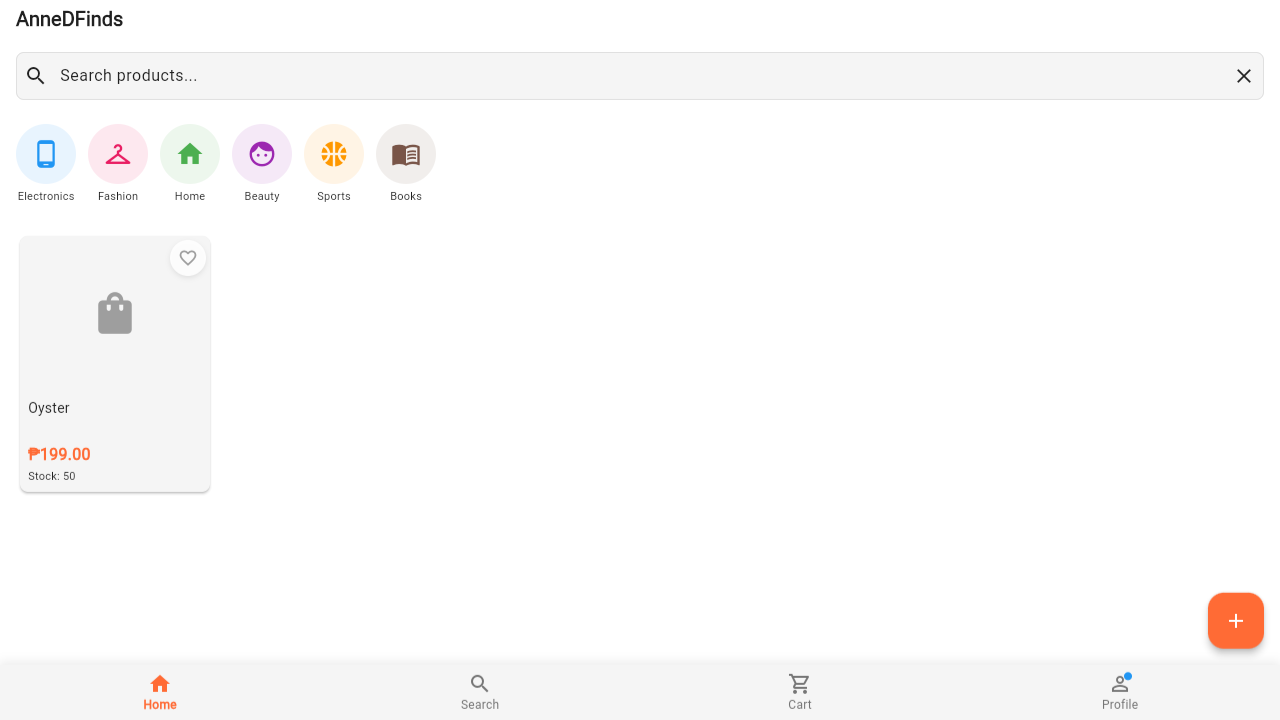 AnneDFinds
Search products...
Electronics
Fashion
Home
Beauty
Sports
Books
Oyster
₱199.00
Stock: 50
Home
Search
Cart
Profile